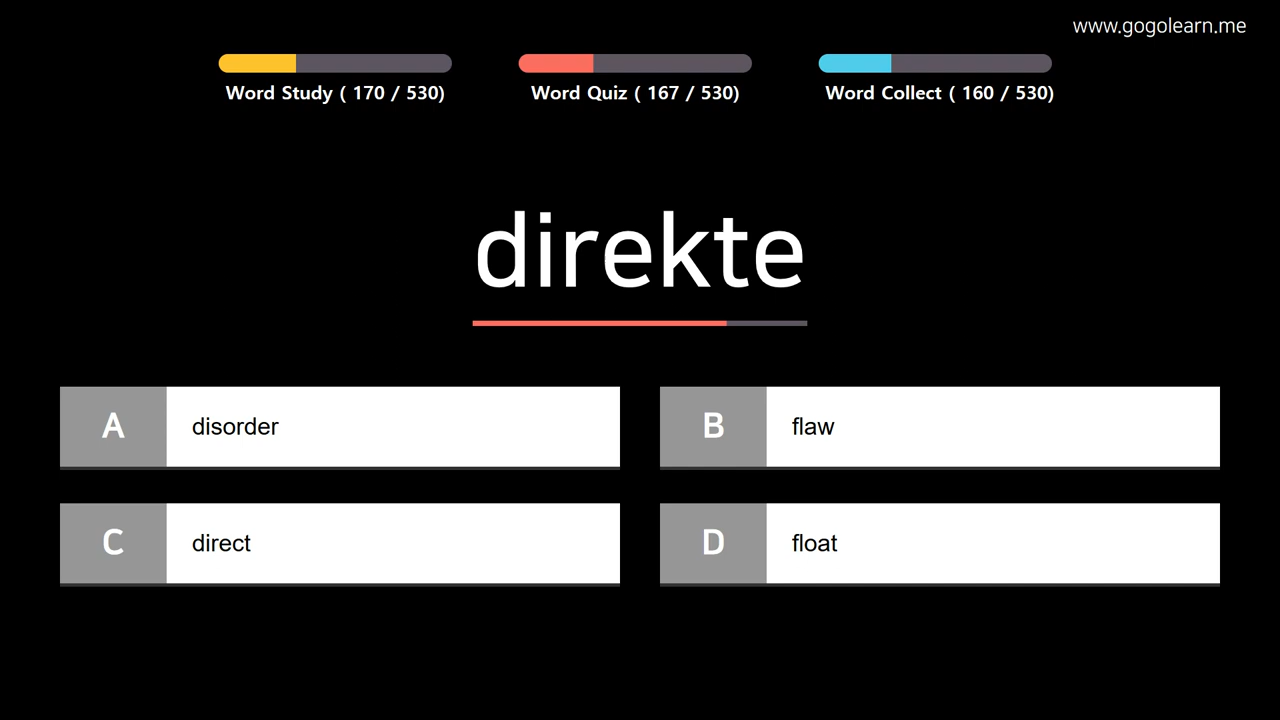 www.gogolearn.me
Word Study ( 170 / 530)
Word Quiz ( 167 / 530)
Word Collect ( 160 / 530)
direkte
A disorder
B flaw
C direct
D float